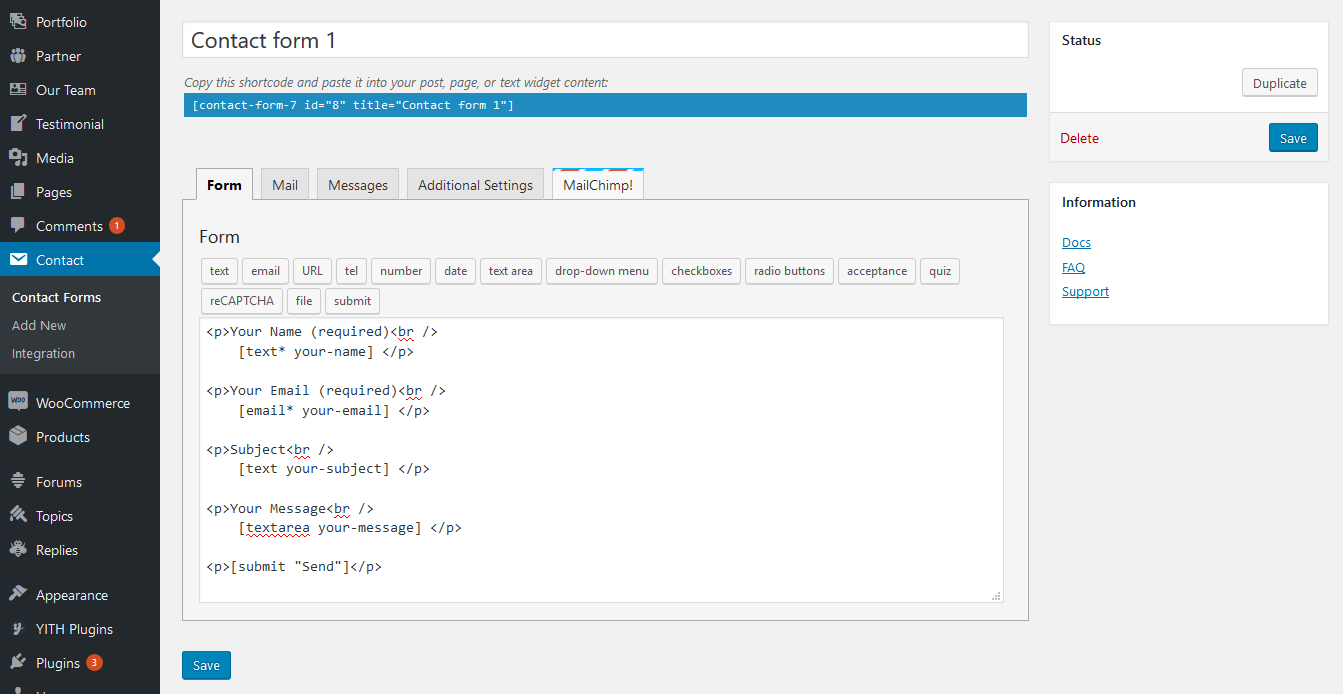 Portfolio
Partner
Our Team
Testimonial
Media
Pages
Comments 1
Contact
Contact Forms
Add New
Integration
WOO WooCommerce
Products
Forums
Topics
Replies
Appearance
YITH Plugins
Plugins 3
Contact form 1
Copy this shortcode and paste it into your post, page, or text widget content:
[contact-form-7 id="8" title="Contact form 1"]
Form Mail Messages Additional Settings MailChimp!
Form
text email URL tel number date text area drop-down menu checkboxes radio buttons acceptance quiz
reCAPTCHA file submit
<p>Your Name (required)<br />
    [text* your-name] </p>
<p>Your Email (required)<br />
    [email* your-email] </p>
<p>Subject<br />
    [text your-subject] </p>
<p>Your Message<br />
    [textarea your-message] </p>
<p>[submit "Send"]</p>
Save
Status
Duplicate
Delete Save
Information
Docs
FAQ
Support